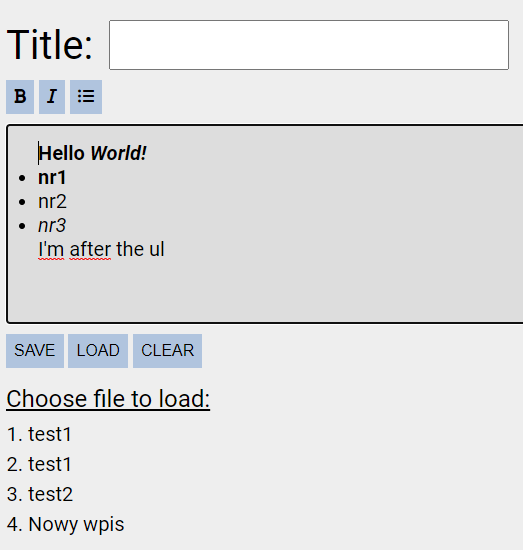 Title:
B I
Hello World!
nr1
nr2
nr3
I'm after the ul
SAVE LOAD CLEAR
Choose file to load:
1. test1
2. test1
3. test2
4. Nowy wpis